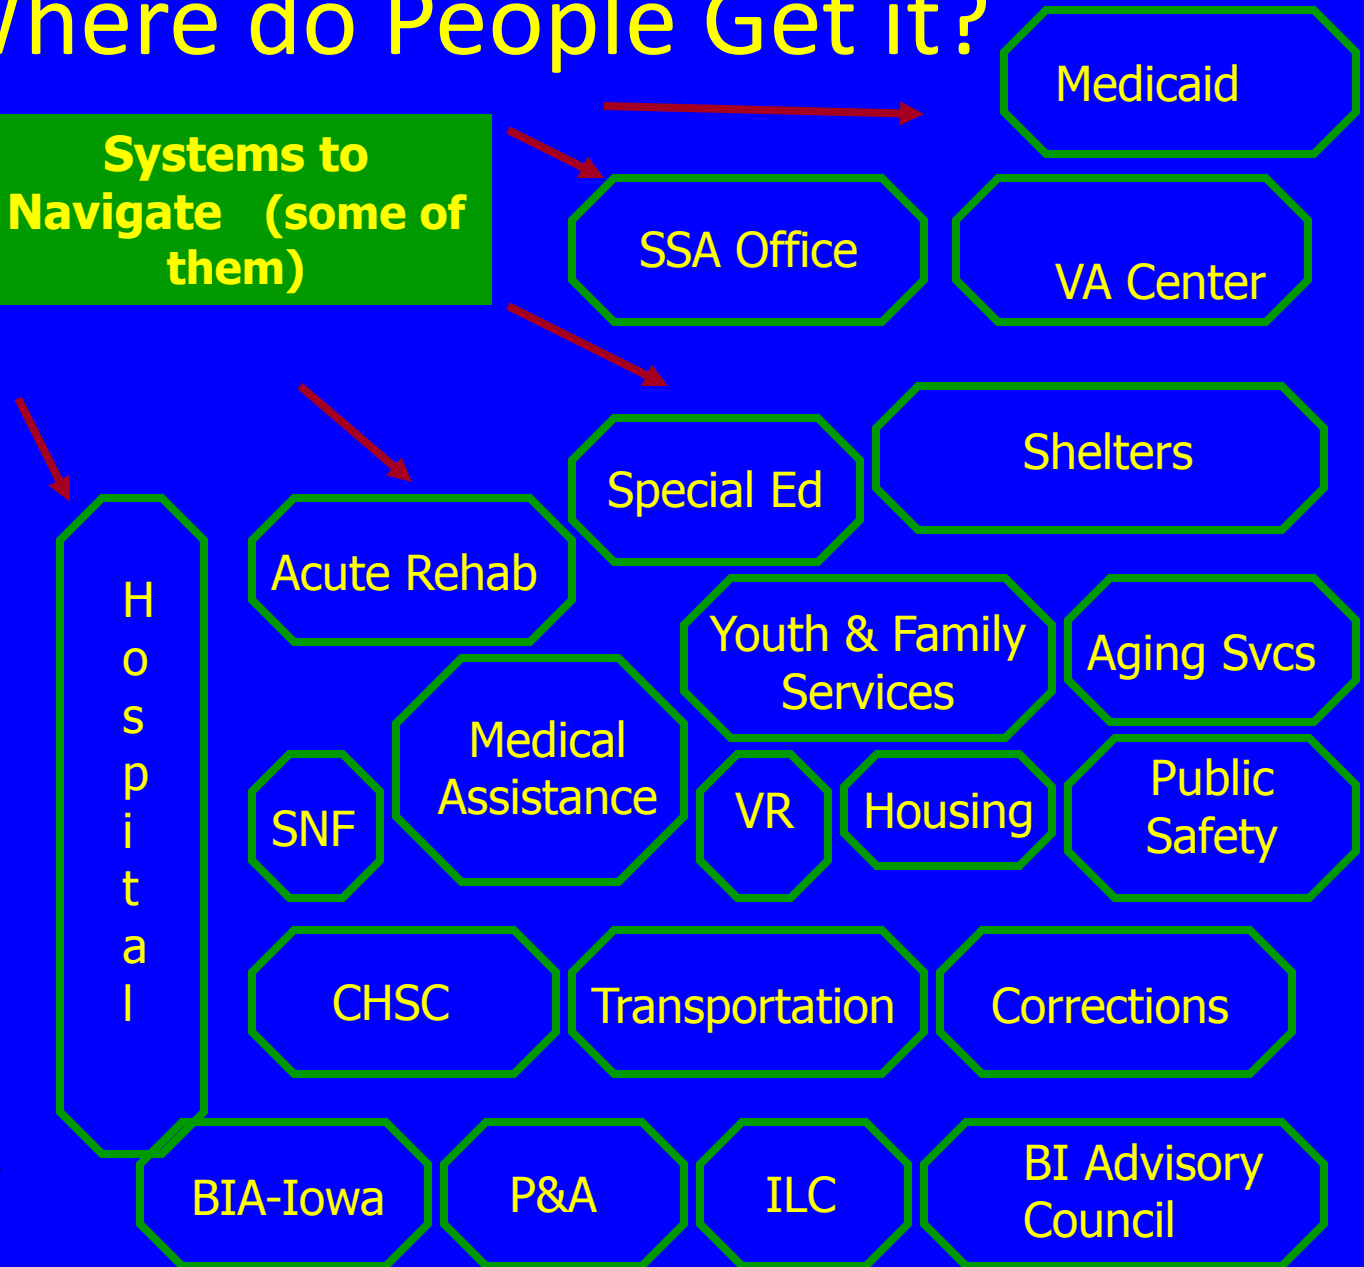 here do People Get it?
Medicaid
Systems to
Navigate (some of
them)
SSA Office
VA Center
Shelters
Special Ed
Acute Rehab
Hospital
Youth & Family
Services
Aging Svcs
Medical
Assistance
Public
Safety
SNF
VR
Housing
CHSC
Transportation
Corrections
BIA-Iowa
P&A
ILC
BI Advisory
Council